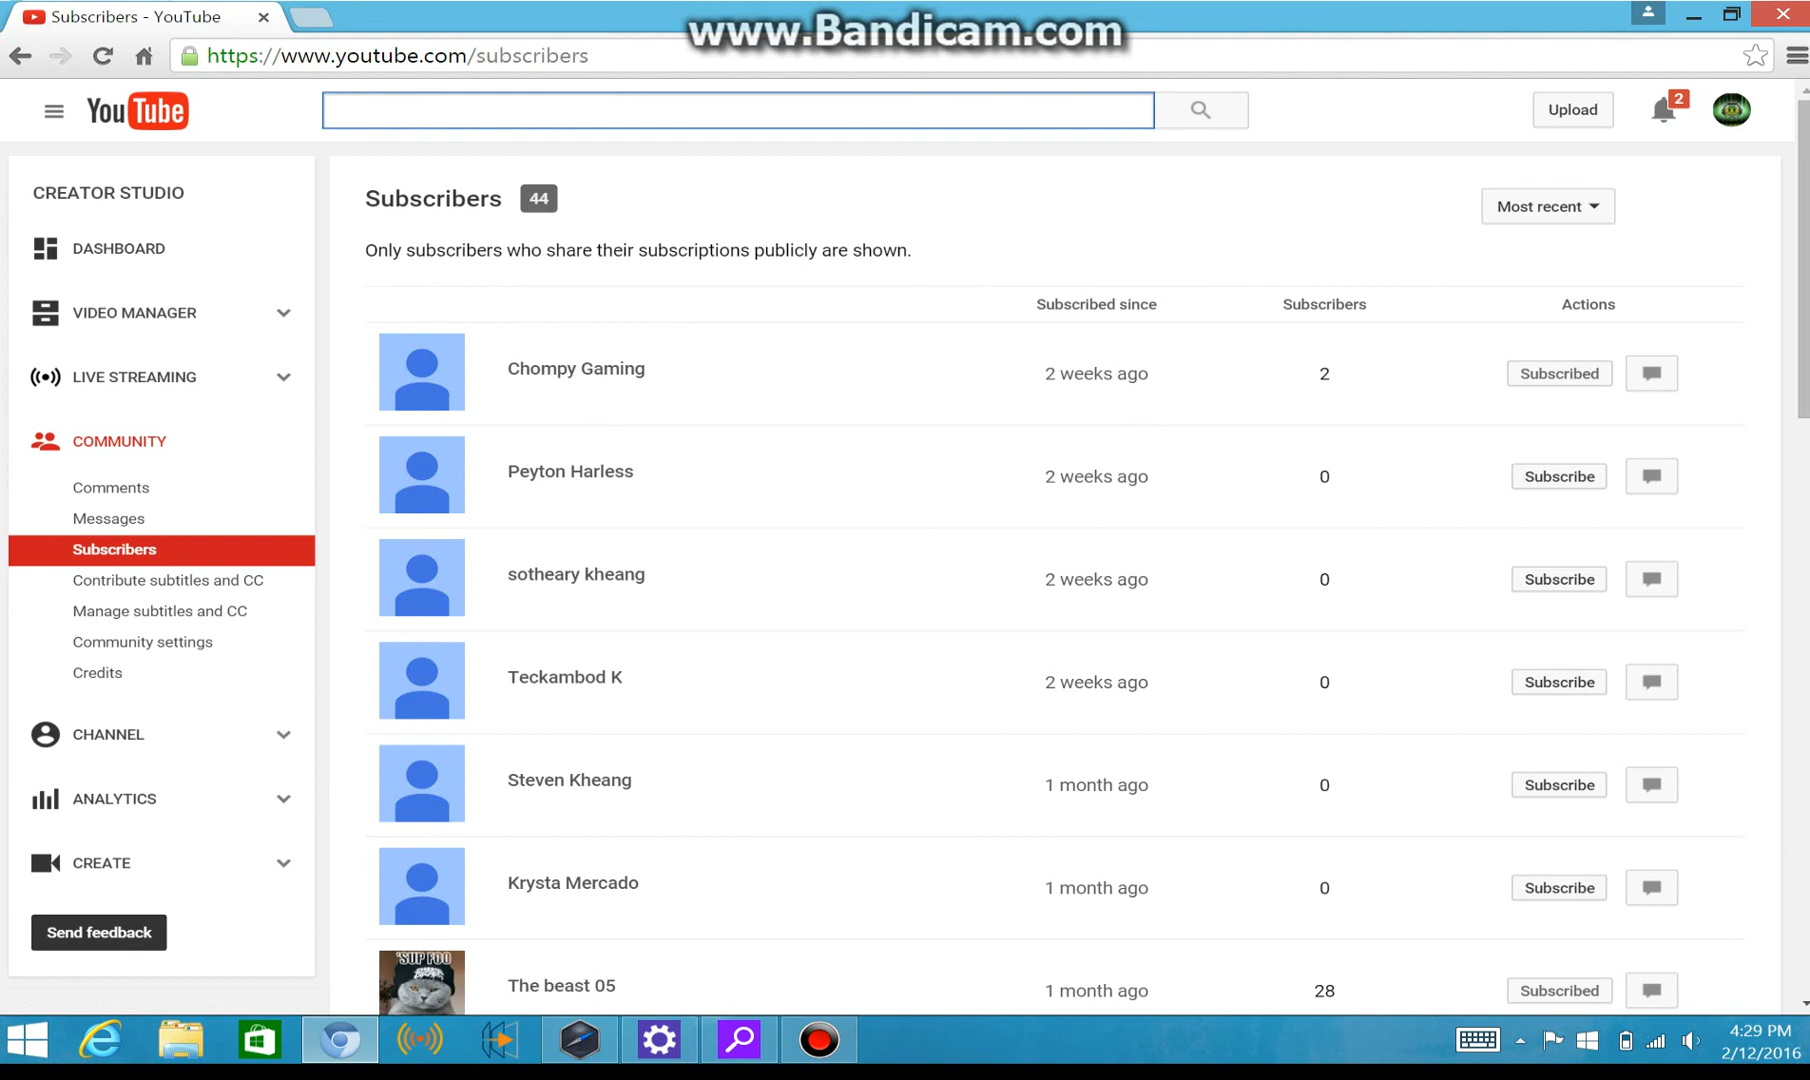 Subscribers - YouTube
www.Bandicam.com
https://www.youtube.com/subscribers
YouTube
Upload
2
CREATOR STUDIO
DASHBOARD
VIDEO MANAGER
LIVE STREAMING
COMMUNITY
Comments
Messages
Subscribers
Contribute subtitles and CC
Manage subtitles and CC
Community settings
Credits
CHANNEL
ANALYTICS
CREATE
Send feedback
Subscribers 44
Most recent
Only subscribers who share their subscriptions publicly are shown.
Subscribed since Subscribers Actions
Chompy Gaming 2 weeks ago 2 Subscribed
Peyton Harless 2 weeks ago 0 Subscribe
sotheary kheang 2 weeks ago 0 Subscribe
Teckambod K 2 weeks ago 0 Subscribe
Steven Kheang 1 month ago 0 Subscribe
Krysta Mercado 1 month ago 0 Subscribe
'SUP FOO
The beast 05 1 month ago 28 Subscribed
4:29 PM
2/12/2016